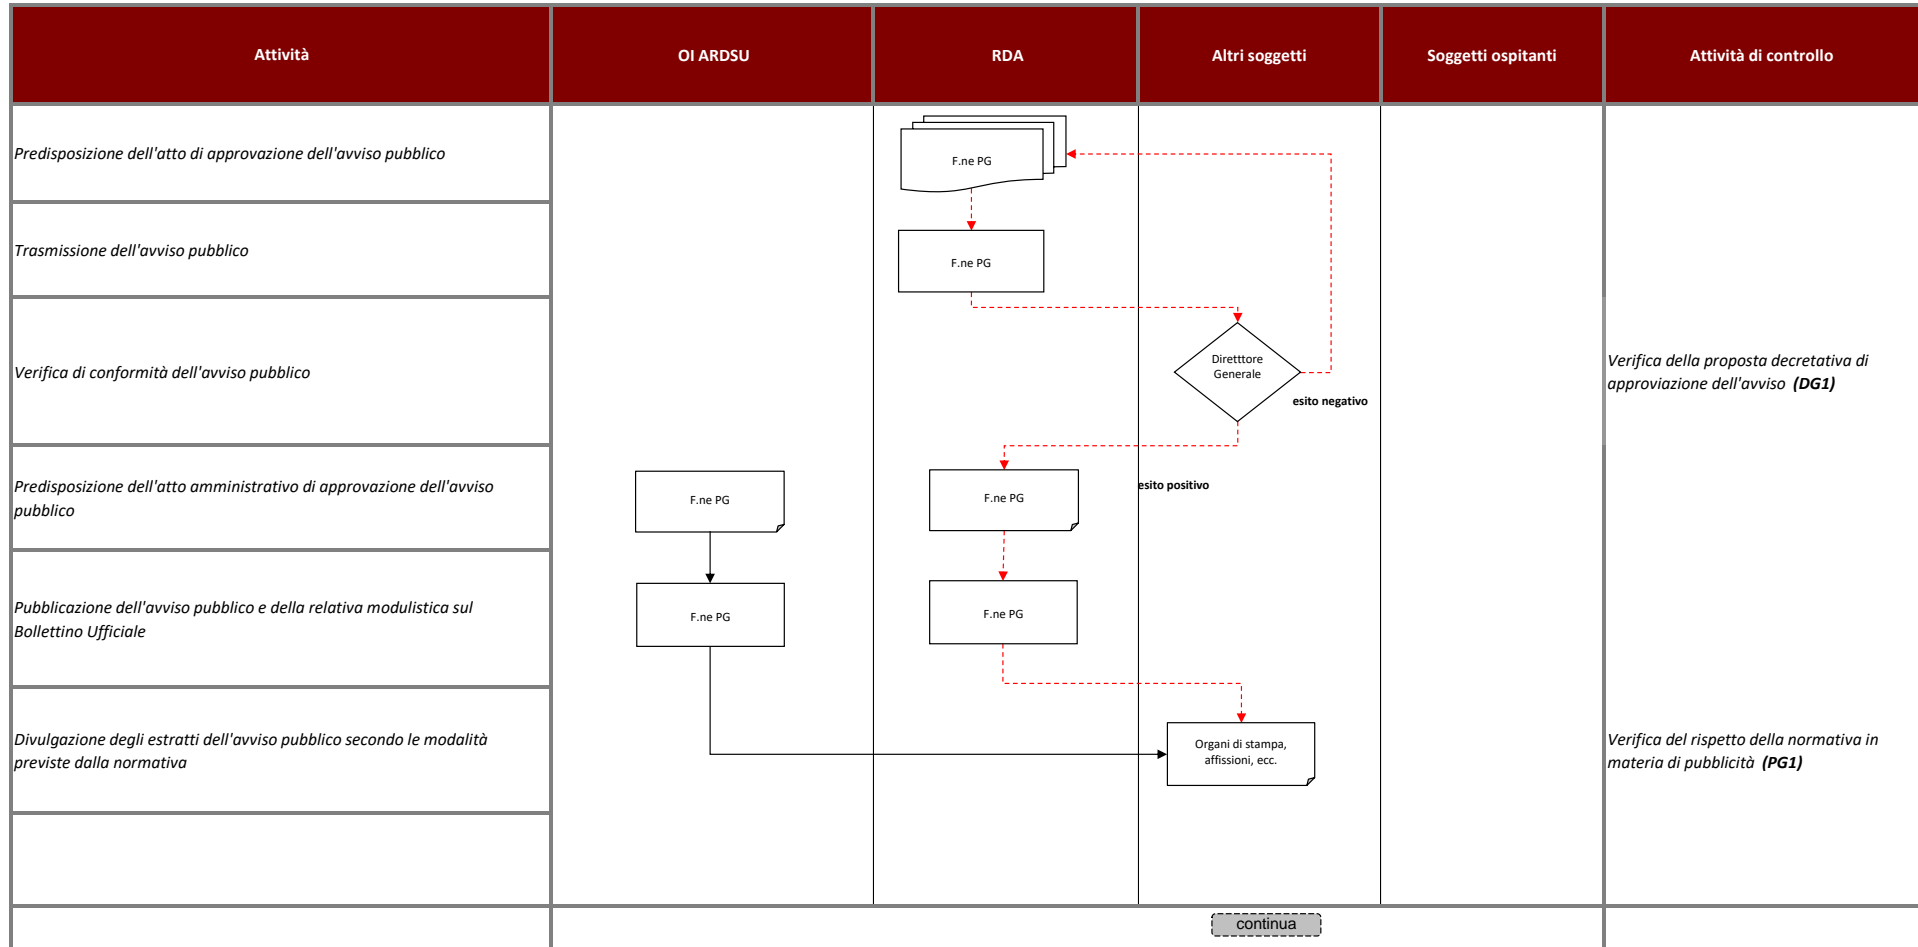 Attività
OI ARDSU
RDA
Altri soggetti
Soggetti ospitanti
Attività di controllo
Predisposizione dell'atto di approvazione dell'avviso pubblico
F.ne PG
Trasmissione dell'avviso pubblico
F.ne PG
Verifica di conformità dell'avviso pubblico
Diretttore
Generale
esito negativo
Verifica della proposta decretativa di
approviazione dell'avviso (DG1)
Predisposizione dell'atto amministrativo di approvazione dell'avviso
pubblico
F.ne PG
F.ne PG
esito positivo
Pubblicazione dell'avviso pubblico e della relativa modulistica sul
Bollettino Ufficiale
F.ne PG
F.ne PG
Divulgazione degli estratti dell'avviso pubblico secondo le modalità
previste dalla normativa
Organi di stampa,
affissioni, ecc.
Verifica del rispetto della normativa in
materia di pubblicità (PG1)
continua